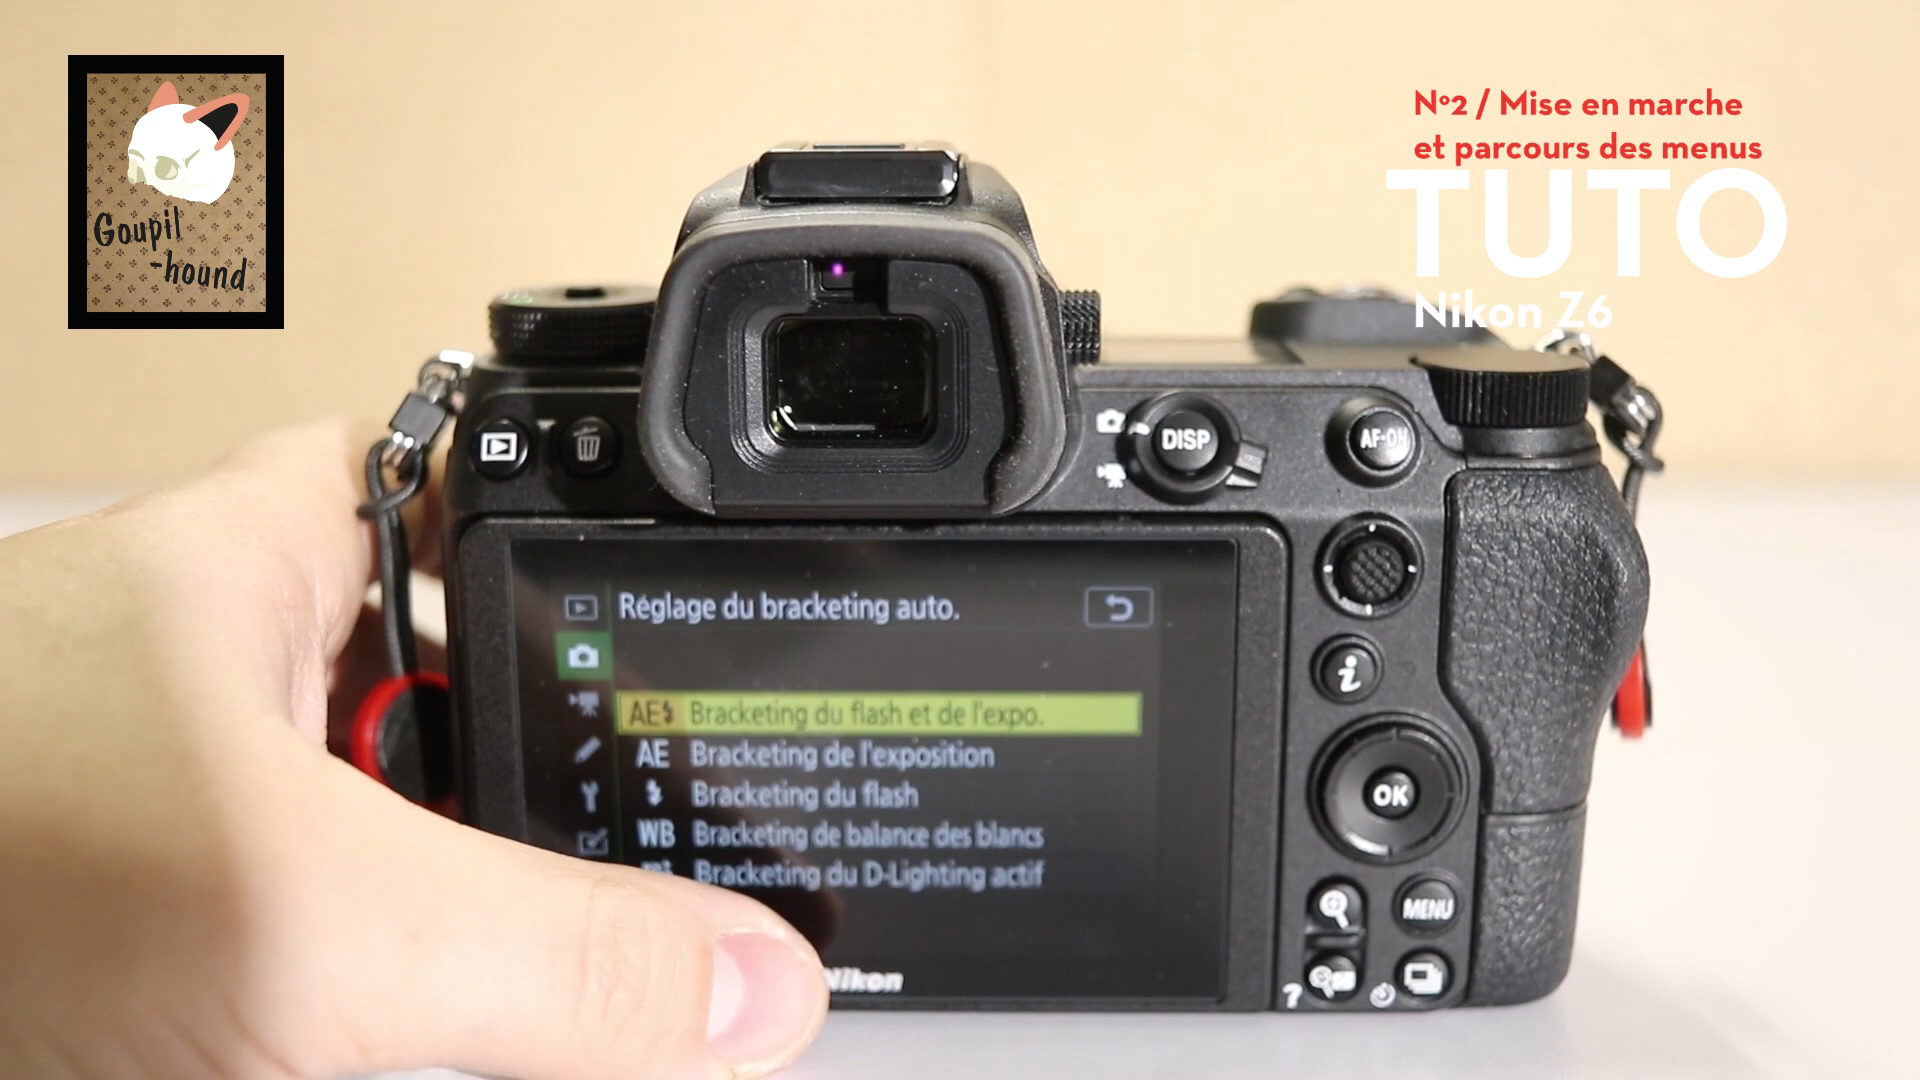 Goupil
-hound
N°2 / Mise en marche
et parcours des menus
TUTO
Nikon Z6
DISP
AF-ON
Réglage du bracketing auto.
AE Bracketing du flash et de l'expo.
AE Bracketing de l'exposition
Bracketing du flash
WB Bracketing de balance des blancs
Bracketing du D-Lighting actif
i
OK
MENU
?
Nikon